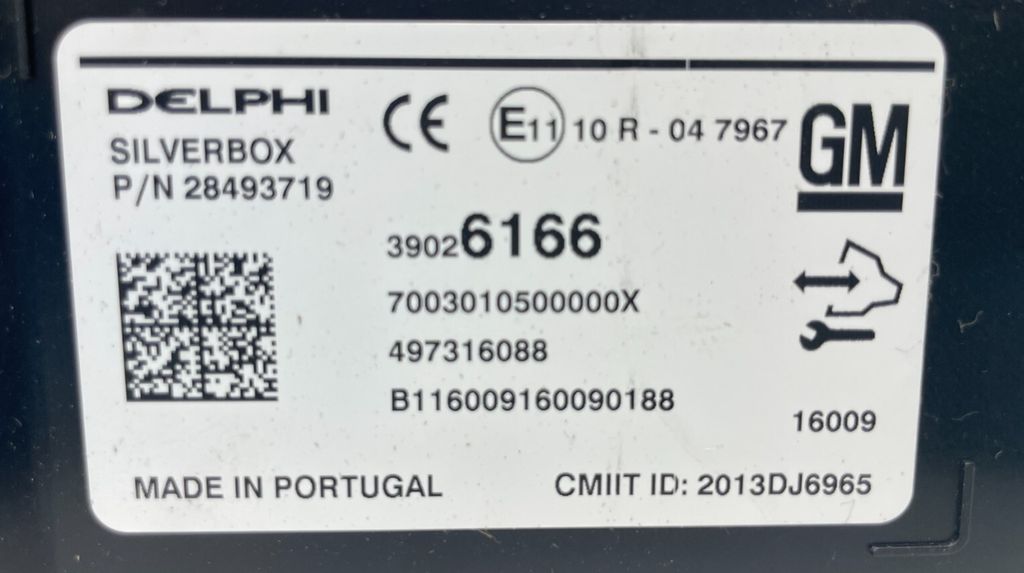 DELPHI
SILVERBOX
P/N 28493719
CE
E11 10 R - 04 7967
GM
39026166
7003010500000X
497316088
B116009160090188
16009
MADE IN PORTUGAL
CMIIT ID: 2013DJ6965